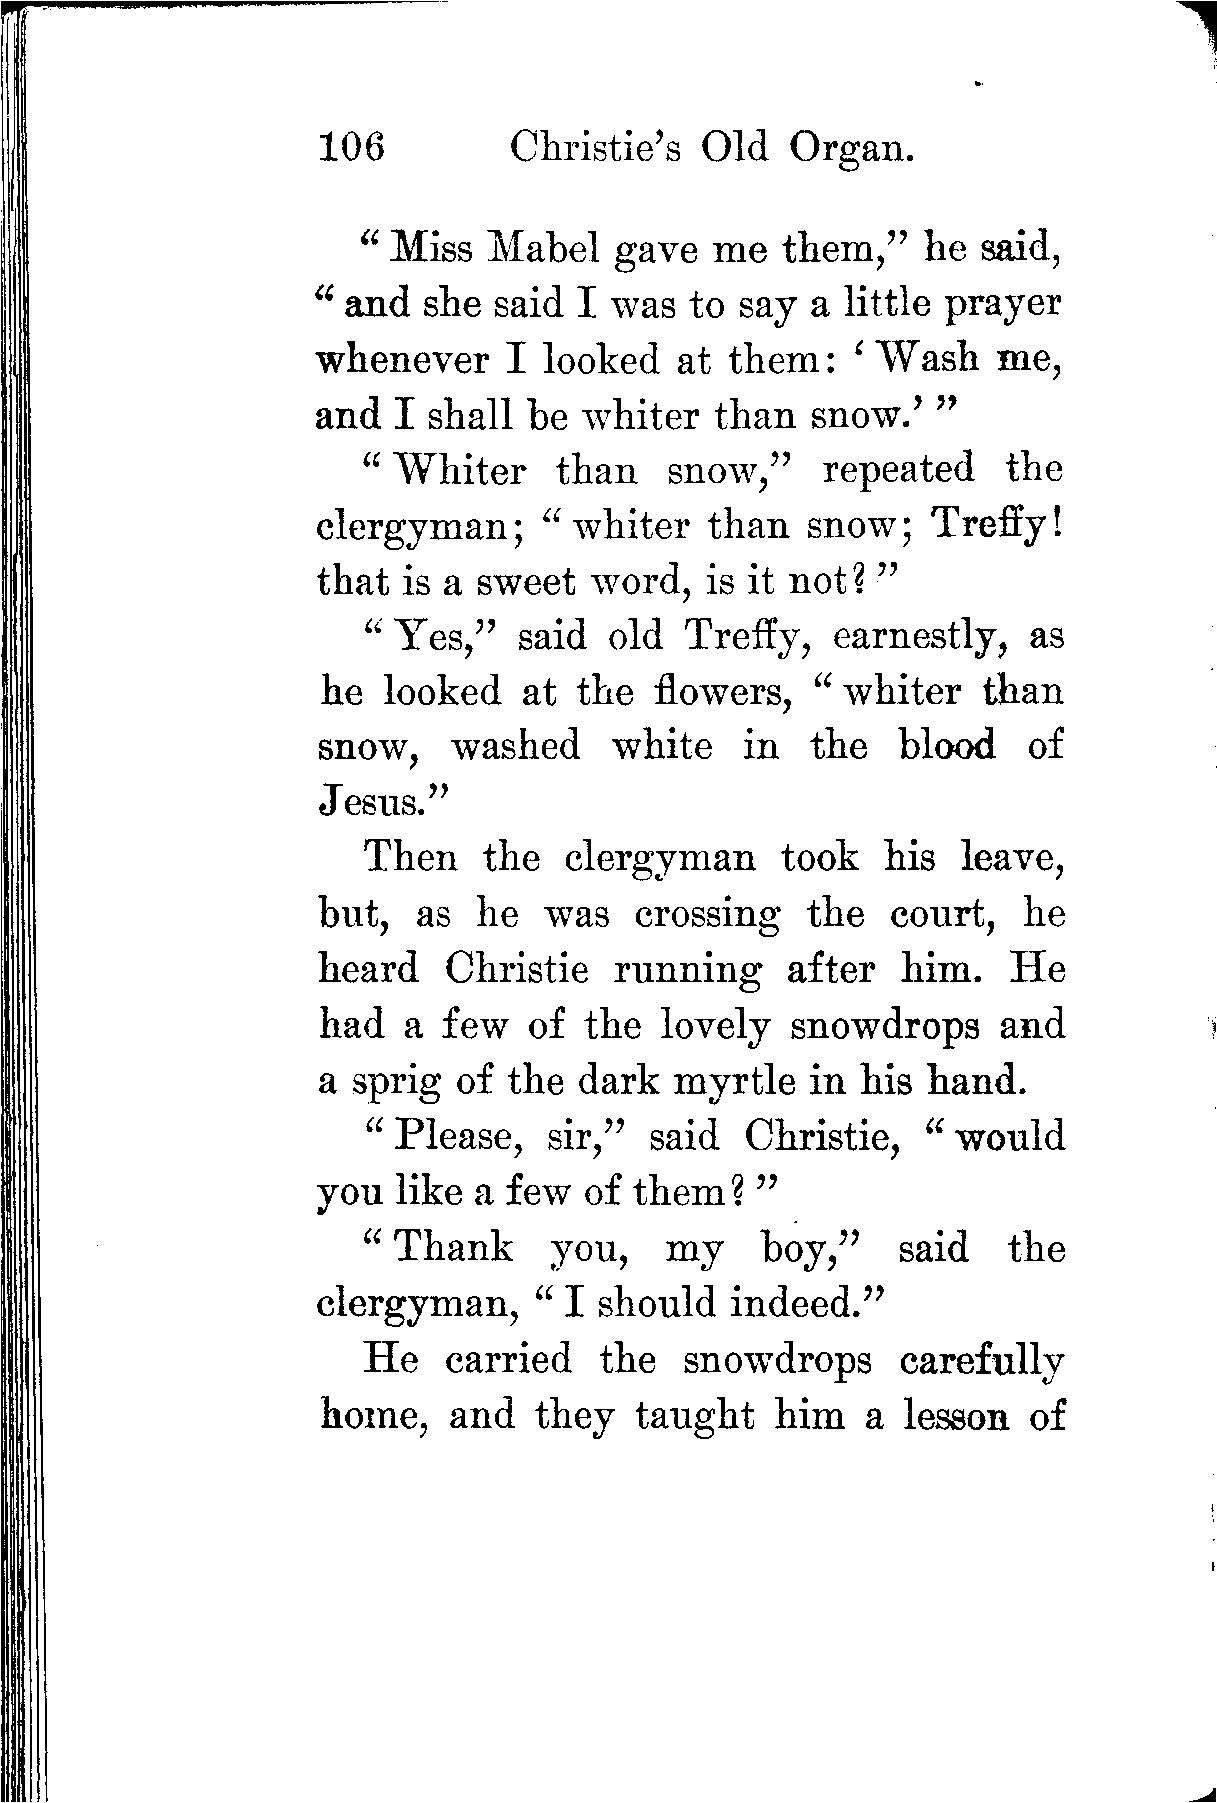 106 Christie's Old Organ.
“ Miss Mabel gave me them,” he said,
“ and she said I was to say a little prayer
whenever I looked at them: ‘ Wash me,
and I shall be whiter than snow.’ ”
“ Whiter than snow,” repeated the
clergyman; “ whiter than snow; Treffy!
that is a sweet word, is it not? ”
“ Yes,” said old Treffy, earnestly, as
he looked at the flowers, “ whiter than
snow, washed white in the blood of
Jesus.”
Then the clergyman took his leave,
but, as he was crossing the court, he
heard Christie running after him. He
had a few of the lovely snowdrops and
a sprig of the dark myrtle in his hand.
“ Please, sir,” said Christie, “ would
you like a few of them? ”
“ Thank you, my boy,” said the
clergyman, “ I should indeed.”
He carried the snowdrops carefully
home, and they taught him a lesson of